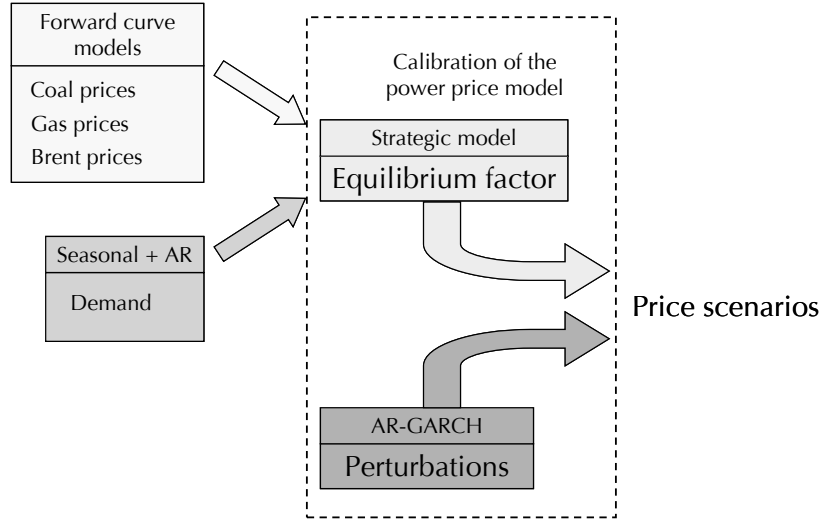 Forward curve
models
Coal prices
Gas prices
Brent prices
Seasonal + AR
Demand
Calibration of the
power price model
Strategic model
Equilibrium factor
AR-GARCH
Perturbations
Price scenarios